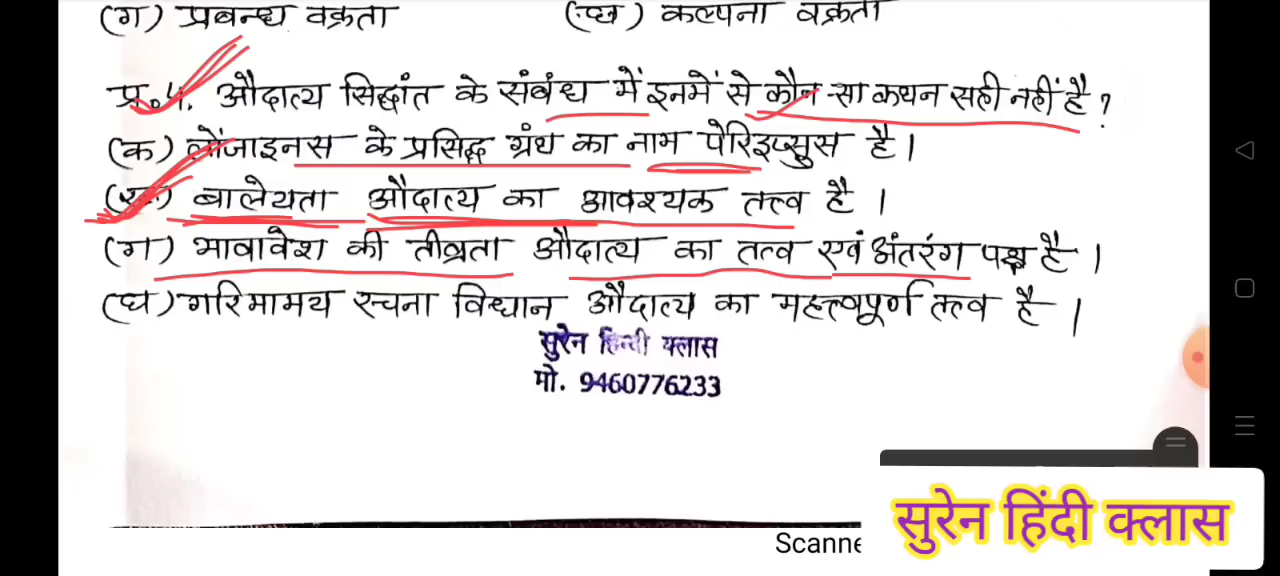 (ग) प्रबन्ध वक्रता (घ) कल्पना वक्रता
प्र.५. औदात्य सिद्धांत के संबंध में इनमें से कौन सा कथन सही नहीं है ?
(क) लोंजाइनस के प्रसिद्ध ग्रंथ का नाम पेरिइप्सुस है ।
(ख) बालेयता औदात्य का आवश्यक तत्त्व है ।
(ग) भावावेश की तीव्रता औदात्य का तत्व एवं अंतरंग पक्ष है ।
(घ) गरिमामय रचना विधान औदात्य का महत्त्वपूर्ण तत्त्व है ।
सुरेन हिन्दी क्लास
मो. 9460776233
सुरेन हिंदी क्लास
Scanne